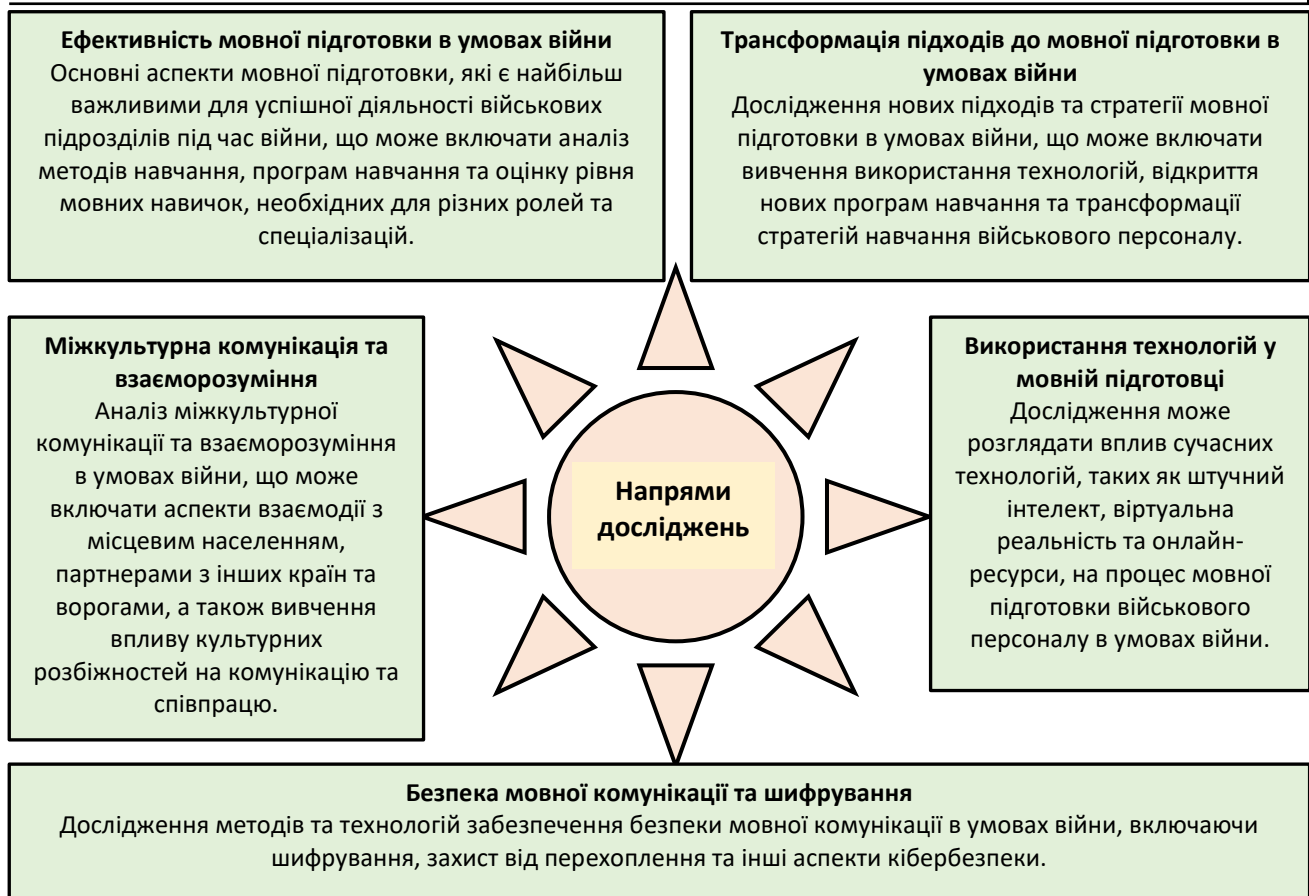 Ефективність мовної підготовки в умовах війни
Основні аспекти мовної підготовки, які є найбільш
важливими для успішної діяльності військових
підрозділів під час війни, що може включати аналіз
методів навчання, програм навчання та оцінку рівня
мовних навичок, необхідних для різних ролей та
спеціалізацій.
Трансформація підходів до мовної підготовки в
умовах війни
Дослідження нових підходів та стратегії мовної
підготовки в умовах війни, що може включати
вивчення використання технологій, відкриття
нових програм навчання та трансформації
стратегій навчання військового персоналу.
Міжкультурна комунікація та
взаєморозуміння
Аналіз міжкультурної
комунікації та взаєморозуміння
в умовах війни, що може
включати аспекти взаємодії з
місцевим населенням,
партнерами з інших країн та
ворогами, а також вивчення
впливу культурних
розбіжностей на комунікацію та
співпрацю.
Напрями
досліджень
Використання технологій у
мовній підготовці
Дослідження може
розглядати вплив сучасних
технологій, таких як штучний
інтелект, віртуальна
реальність та онлайн-
ресурси, на процес мовної
підготовки військового
персоналу в умовах війни.
Безпека мовної комунікації та шифрування
Дослідження методів та технологій забезпечення безпеки мовної комунікації в умовах війни, включаючи
шифрування, захист від перехоплення та інші аспекти кібербезпеки.